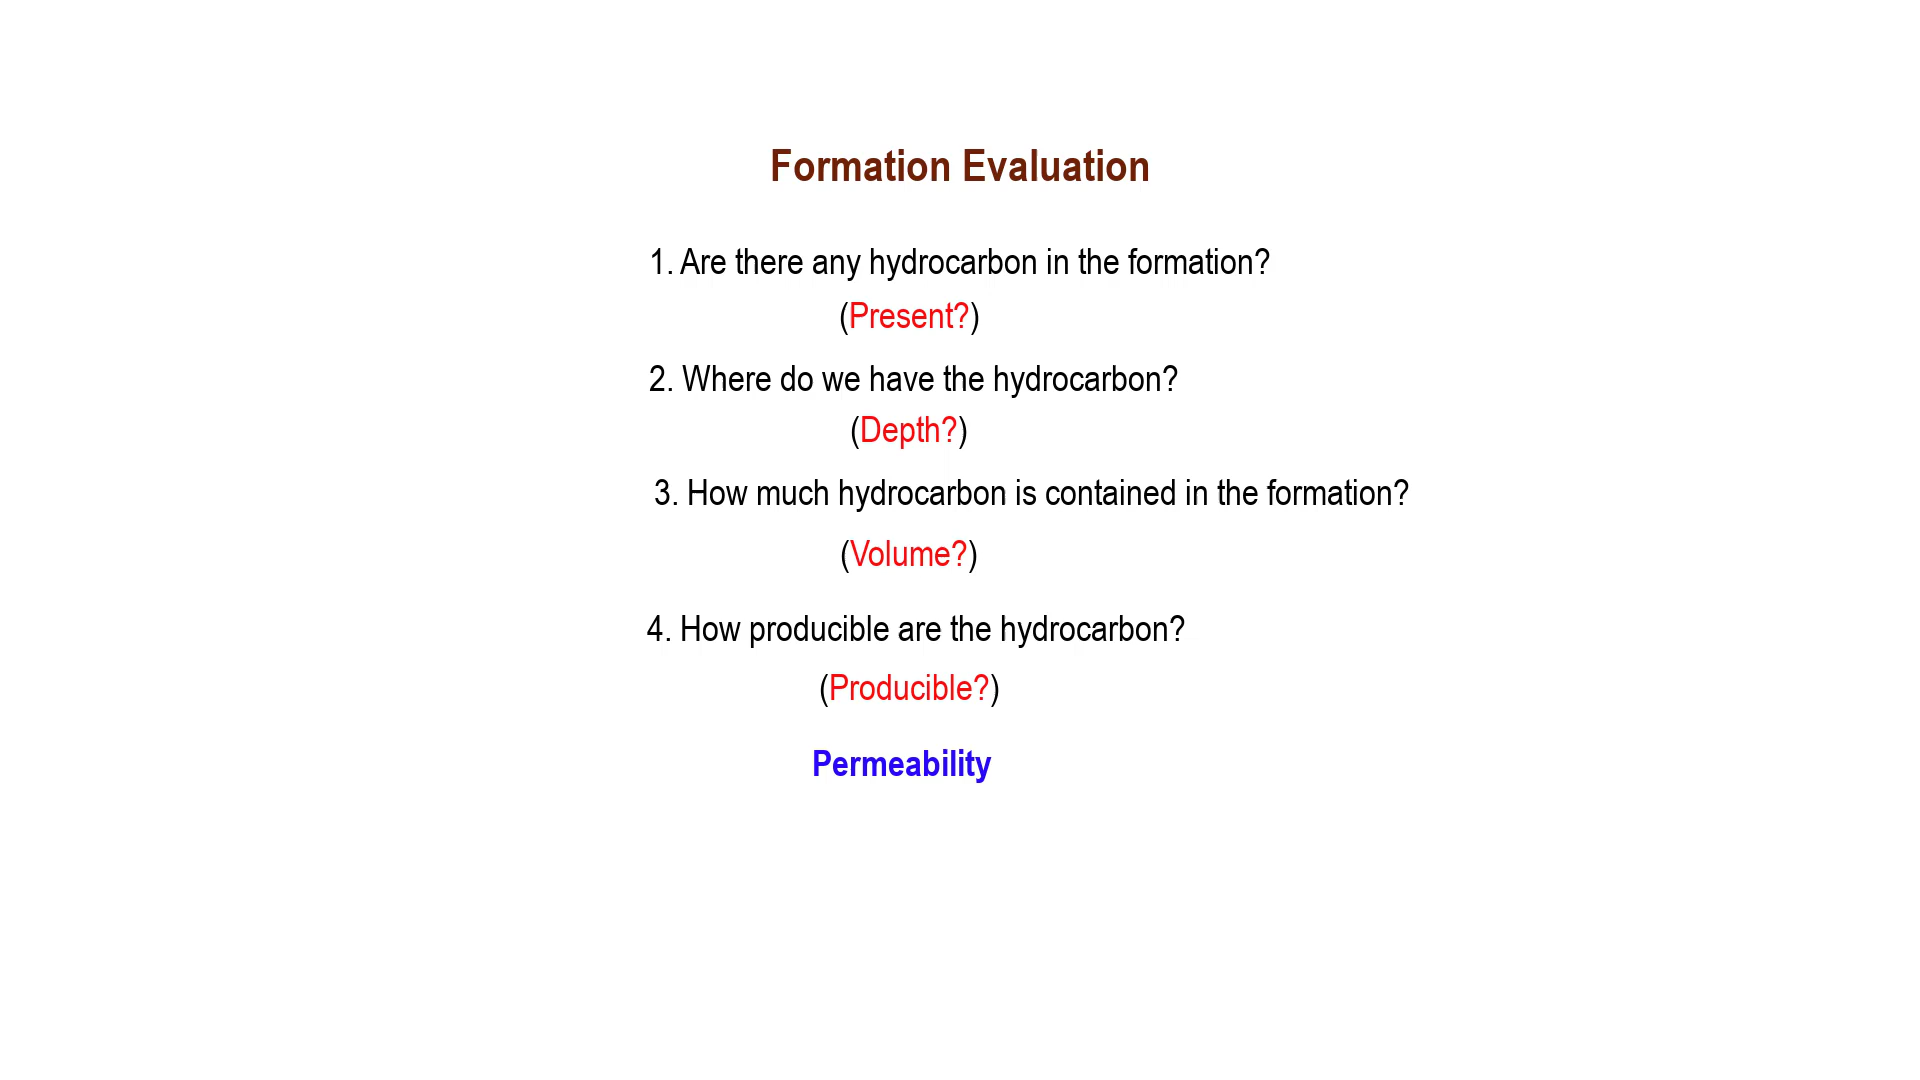 Formation Evaluation
1. Are there any hydrocarbon in the formation?
(Present?)
2. Where do we have the hydrocarbon?
(Depth?)
3. How much hydrocarbon is contained in the formation?
(Volume?)
4. How producible are the hydrocarbon?
(Producible?)
Permeability